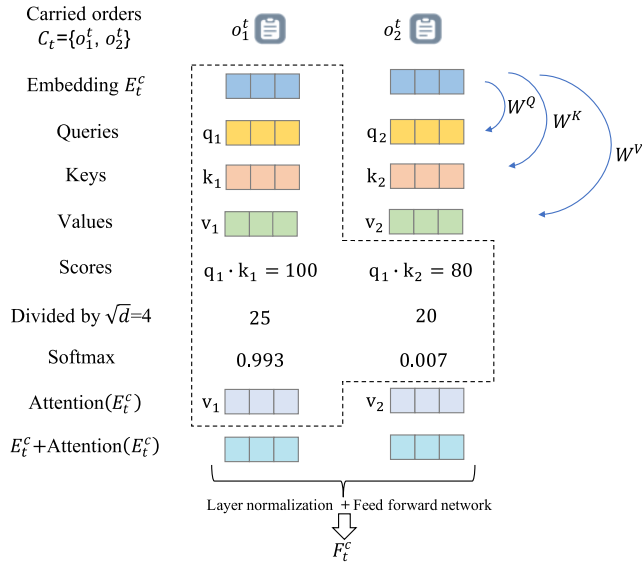 Carried orders
C_t={o_1^t, o_2^t}
o_1^t
o_2^t
Embedding E_t^c
W^Q
W^K
W^V
Queries
q_1
q_2
Keys
k_1
k_2
Values
v_1
v_2
Scores
q_1 · k_1 = 100
q_1 · k_2 = 80
Divided by √d=4
25
20
Softmax
0.993
0.007
Attention(E_t^c)
v_1
v_2
E_t^c+Attention(E_t^c)
Layer normalization + Feed forward network
F_t^c